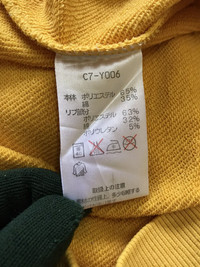 C7-Y006
本体 ポリエステル 65%
綿 35%
リブ部分
ポリエステル 63%
綿 32%
ポリウレタン 5%
取扱上の注意